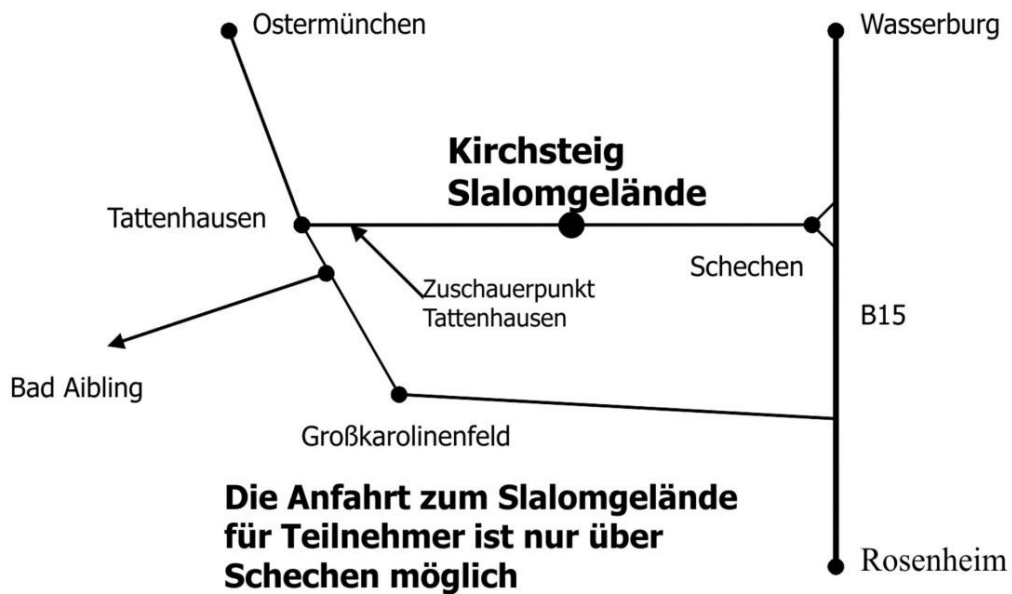 Ostermünchen
Wasserburg
Kirchsteig
Slalomgelände
Tattenhausen
Schechen
Zuschauerpunkt
Tattenhausen
B15
Bad Aibling
Großkarolinenfeld
Die Anfahrt zum Slalomgelände
für Teilnehmer ist nur über
Schechen möglich
Rosenheim